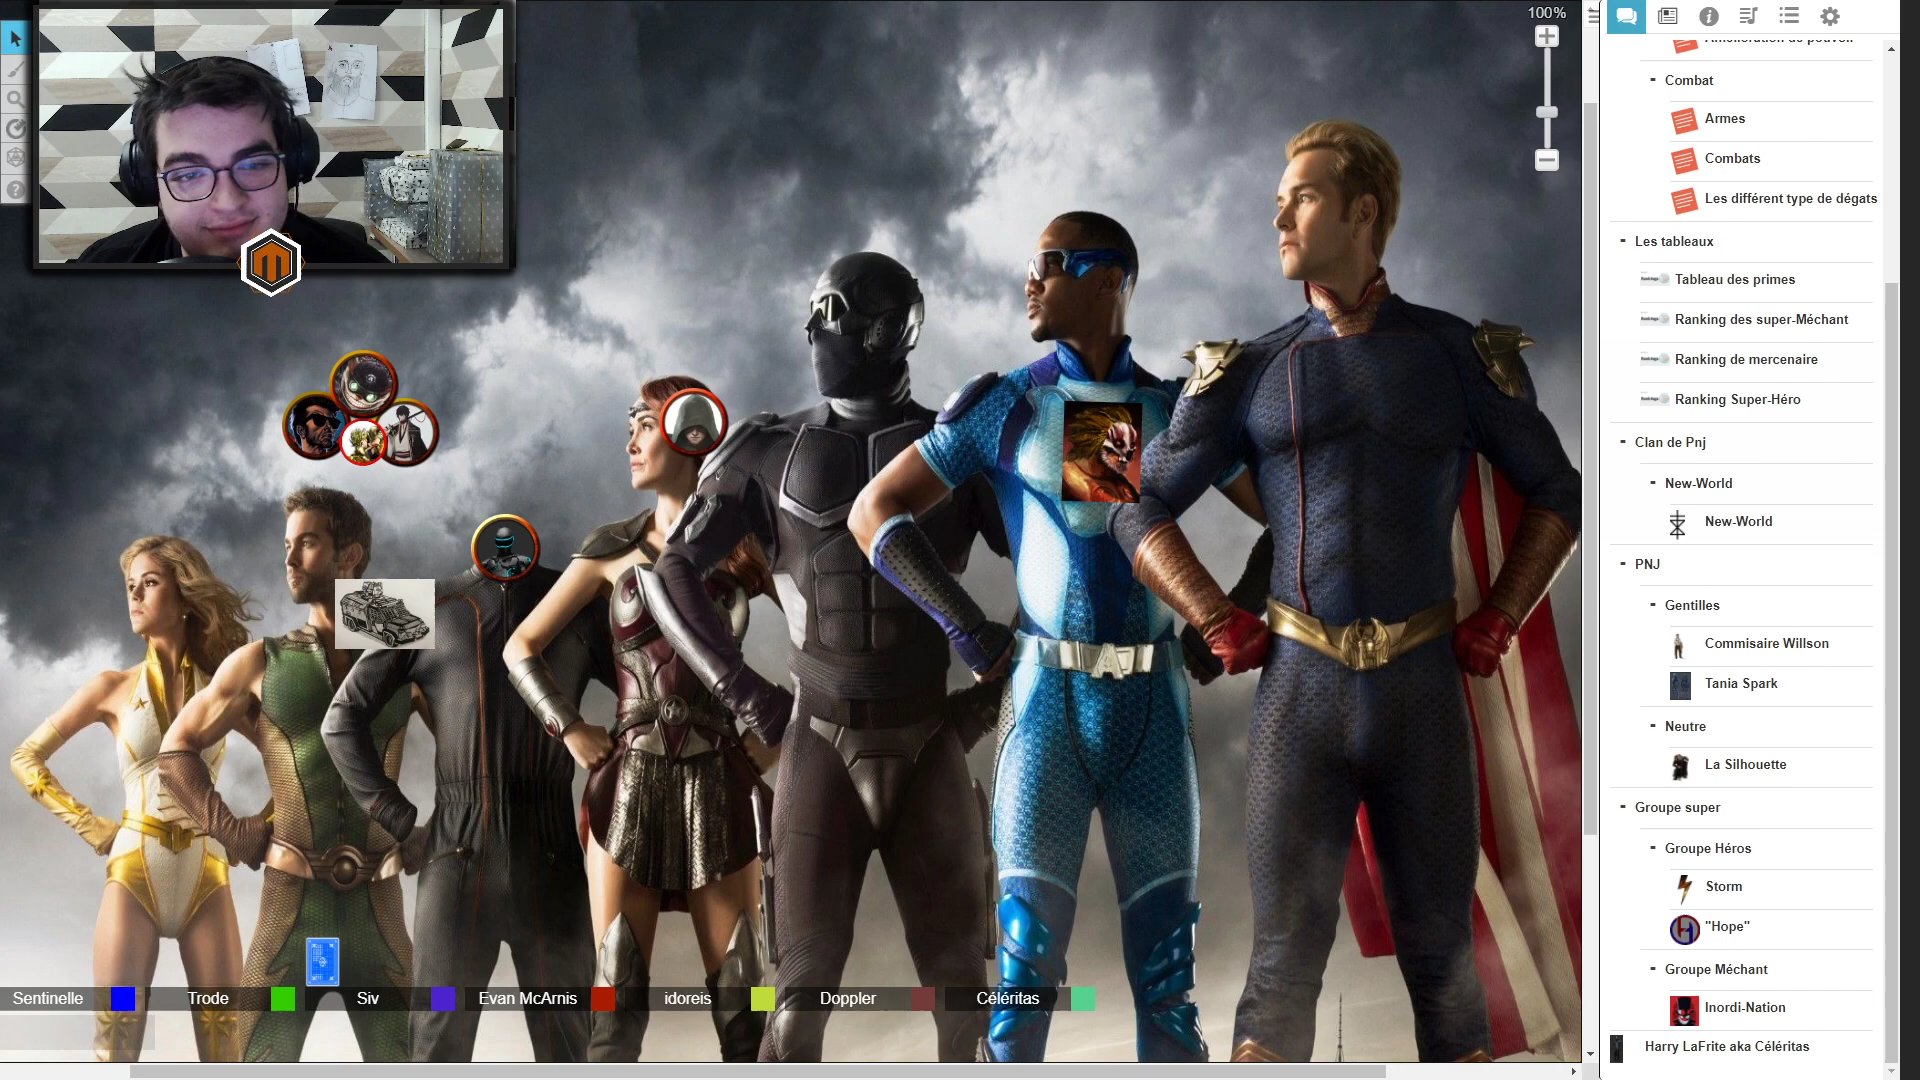 100%
Amélioration de pouvoir
Combat
Armes
Combats
Les différent type de dégats
Les tableaux
Tableau des primes
Ranking des super-Méchant
Ranking de mercenaire
Ranking Super-Héro
Clan de Pnj
New-World
New-World
PNJ
Gentilles
Commisaire Willson
Tania Spark
Neutre
La Silhouette
Groupe super
Groupe Héros
Storm
"Hope"
Groupe Méchant
Inordi-Nation
Harry LaFrite aka Céléritas
Sentinelle
Trode
Siv
Evan McArnis
idoreis
Doppler
Céléritas